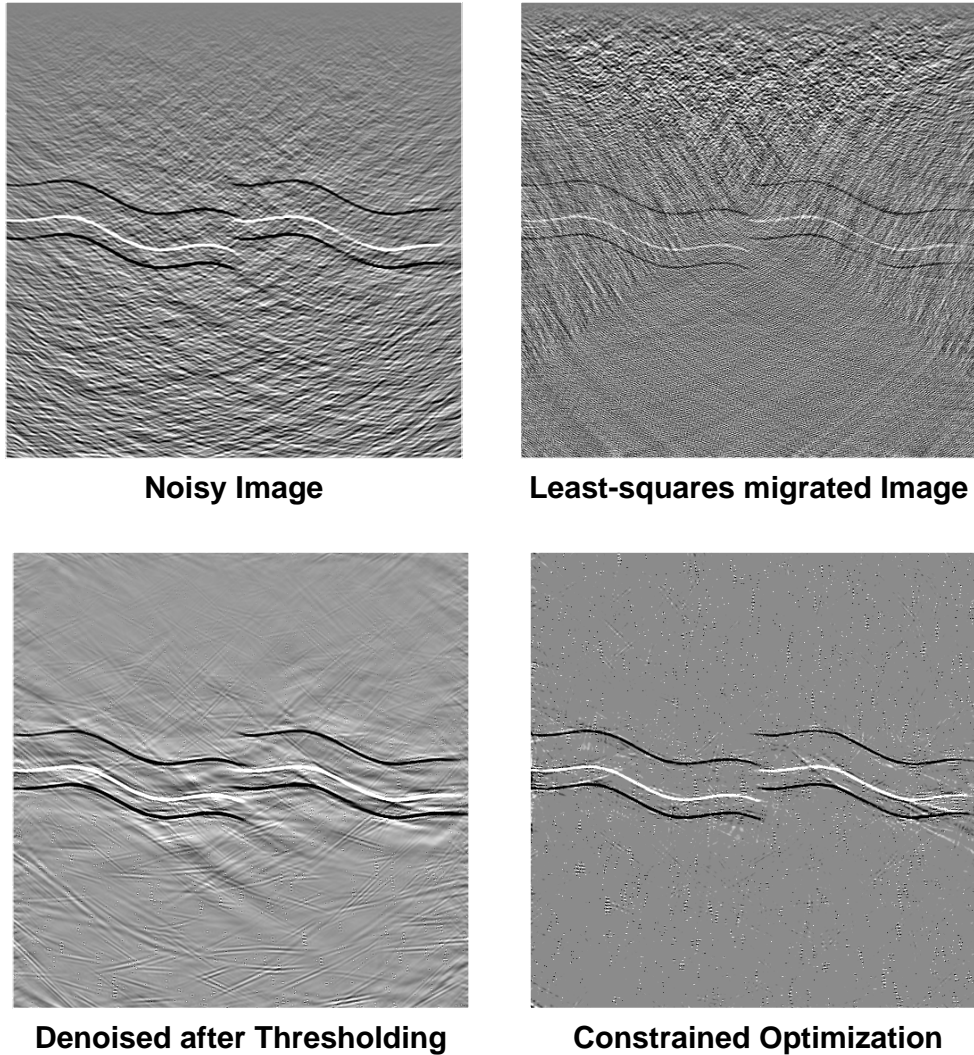 Noisy Image
Least-squares migrated Image
Denoised after Thresholding
Constrained Optimization